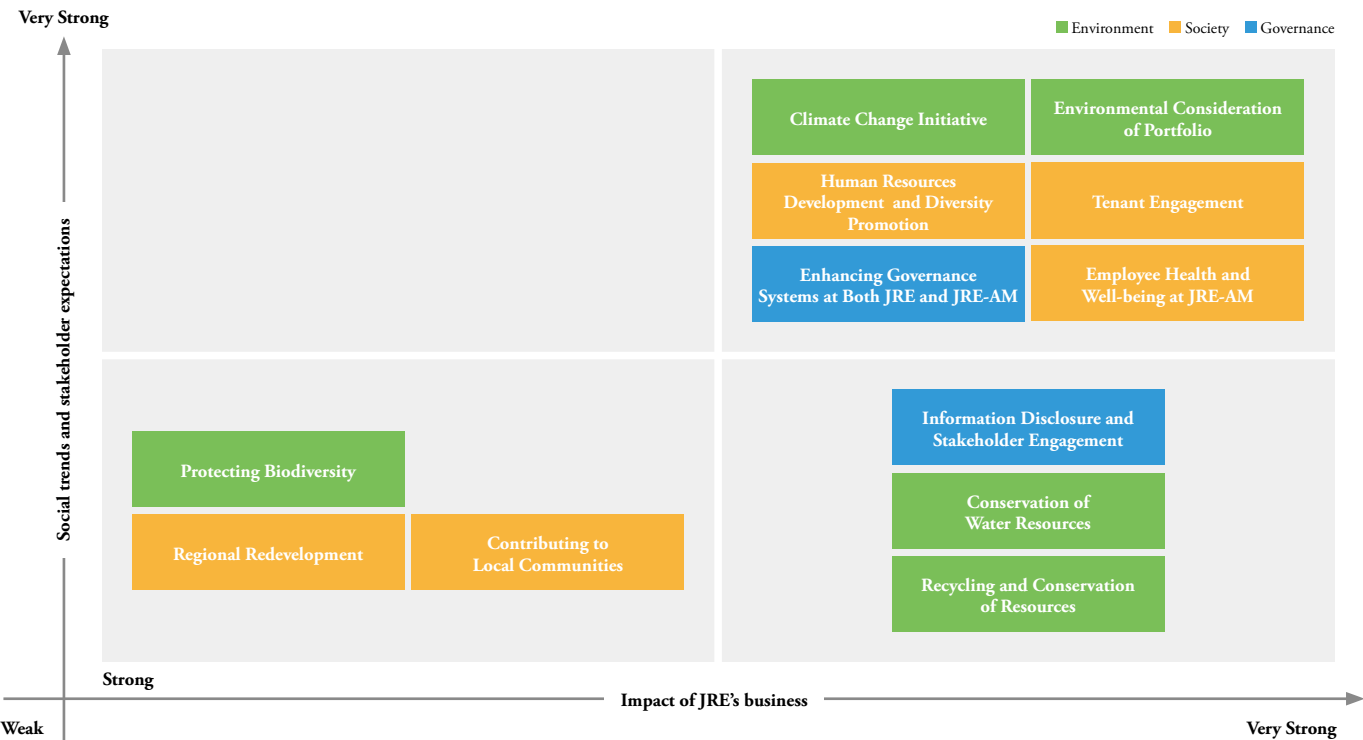 Very Strong
Environment
Society
Governance
Climate Change Initiative
Environmental Consideration
of Portfolio
Human Resources
Development and Diversity
Promotion
Tenant Engagement
Enhancing Governance
Systems at Both JRE and JRE-AM
Employee Health and
Well-being at JRE-AM
Social trends and stakeholder expectations
Information Disclosure and
Stakeholder Engagement
Protecting Biodiversity
Conservation of
Water Resources
Regional Redevelopment
Contributing to
Local Communities
Recycling and Conservation
of Resources
Strong
Impact of JRE’s business
Weak
Very Strong